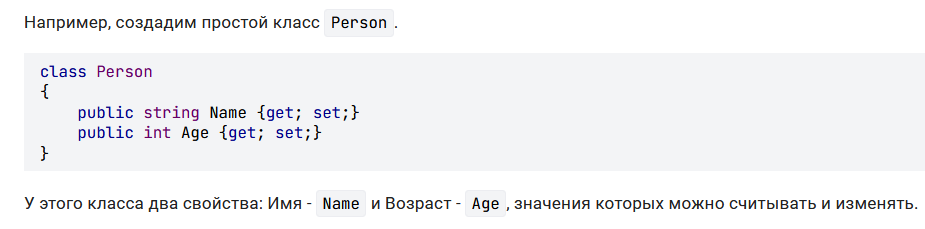 Например, создадим простой класс Person.
class Person
{
    public string Name {get; set;}
    public int Age {get; set;}
}
У этого класса два свойства: Имя - Name и Возраст - Age, значения которых можно считывать и изменять.